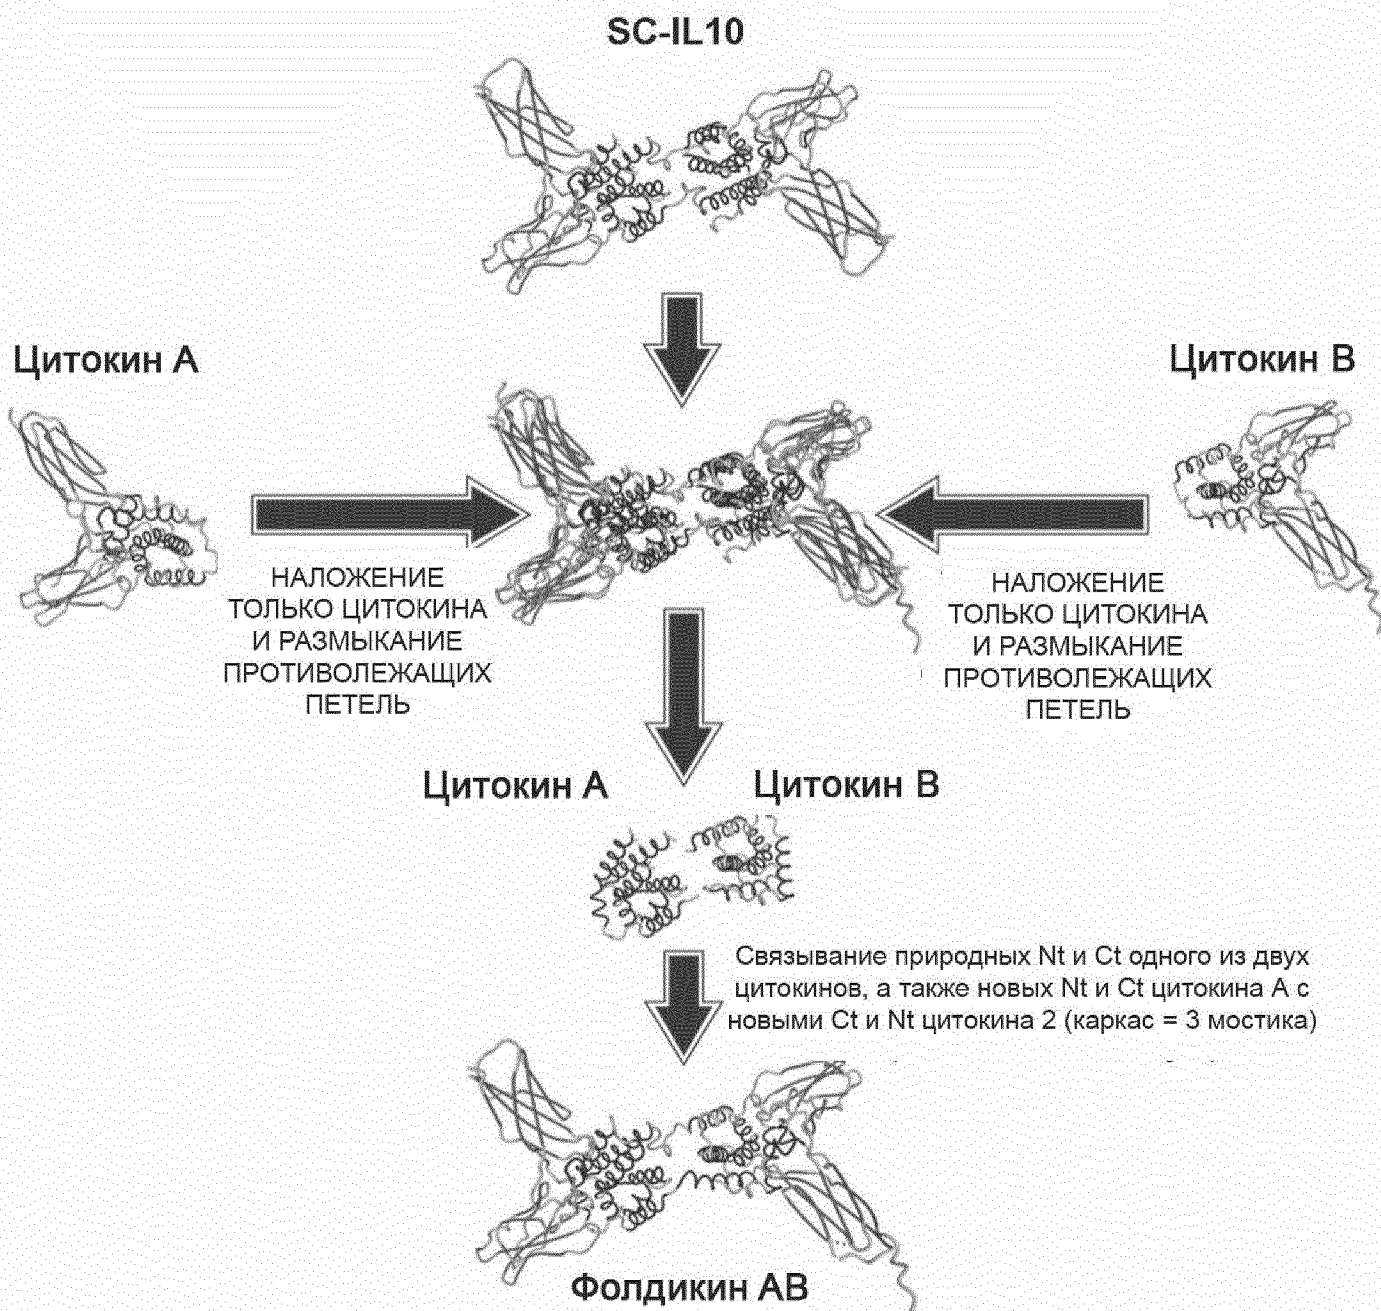 SC-IL10
Цитокин А
Цитокин В
НАЛОЖЕНИЕ
ТОЛЬКО ЦИТОКИНА
И РАЗМЫКАНИЕ
ПРОТИВОЛЕЖАЩИХ
ПЕТЕЛЬ
НАЛОЖЕНИЕ
ТОЛЬКО ЦИТОКИНА
И РАЗМЫКАНИЕ
ПРОТИВОЛЕЖАЩИХ
ПЕТЕЛЬ
Цитокин А
Цитокин В
Связывание природных Nt и Ct одного из двух
цитокинов, а также новых Nt и Ct цитокина А с
новыми Ct и Nt цитокина 2 (каркас = 3 мостика)
Фолдикин АВ